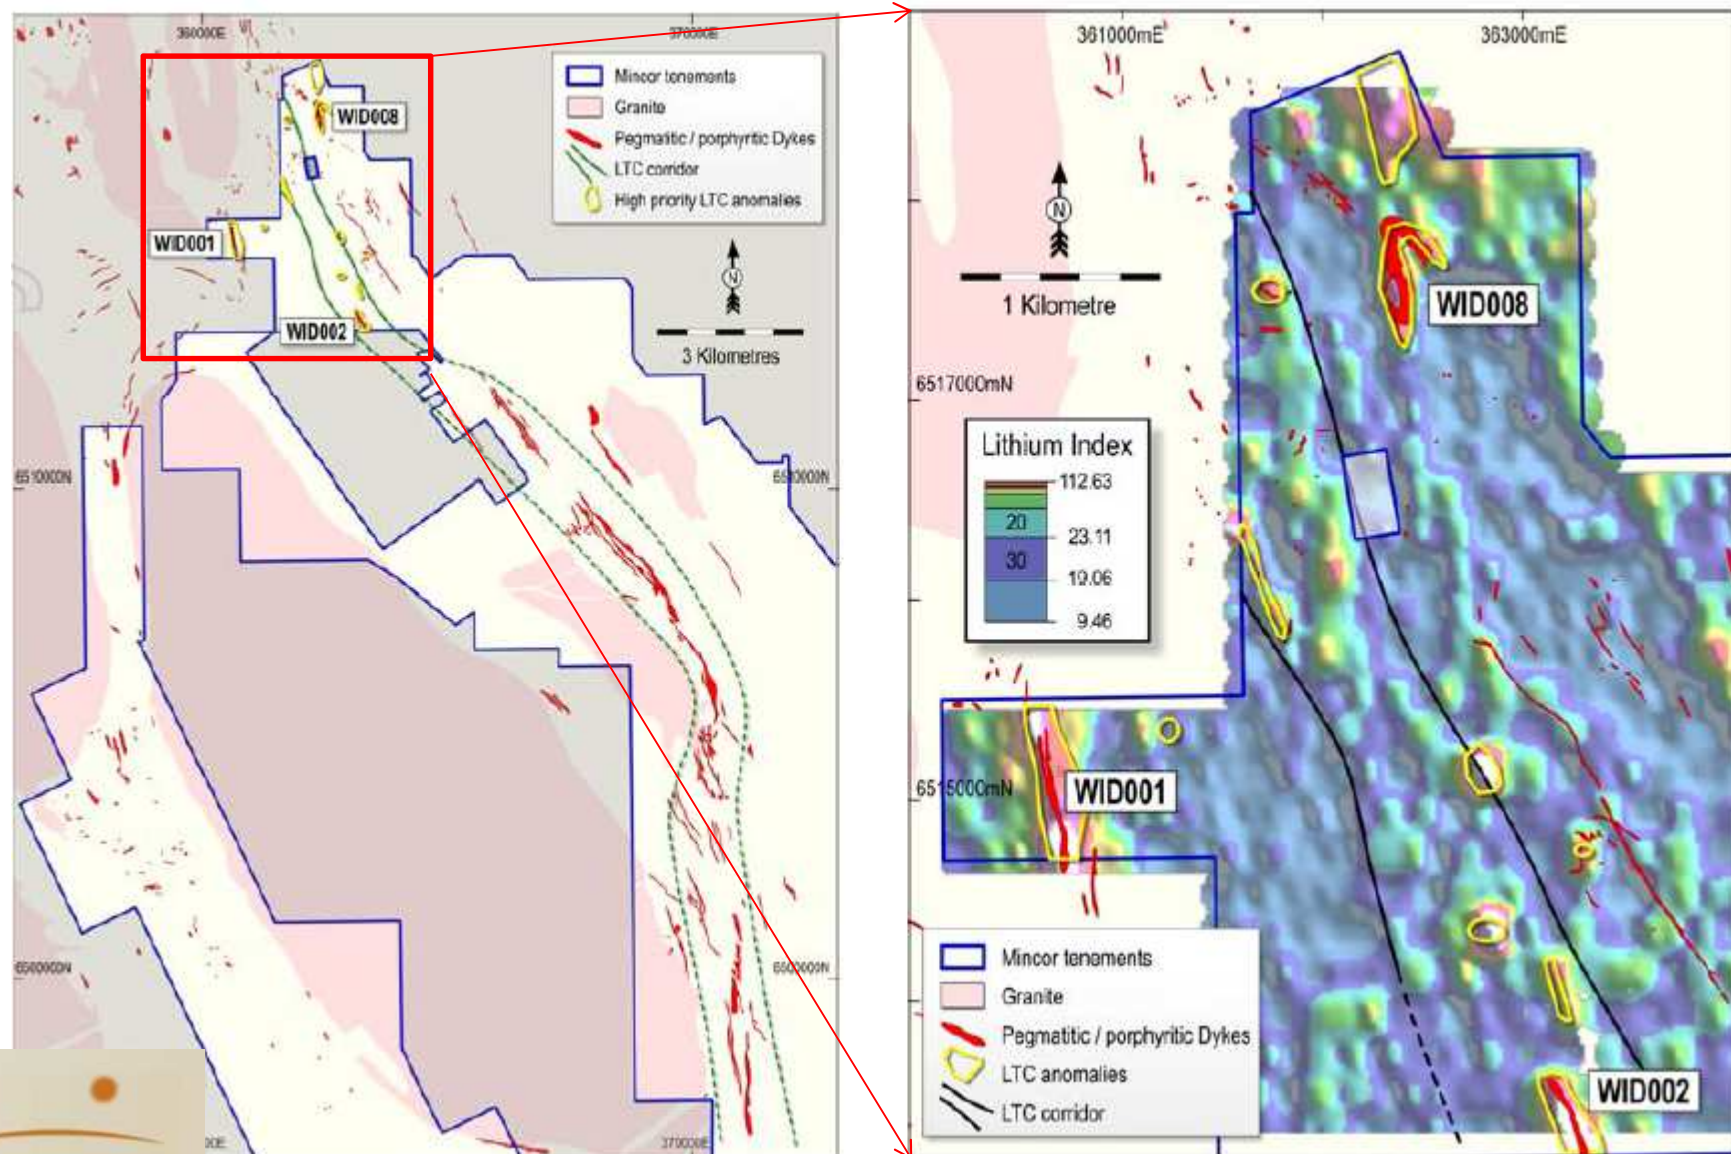 360000E
370000E
Mincor tenements
Granite
Pegmatitic / porphyritic Dykes
LTC corridor
High priority LTC anomalies
WID008
WID001
WID002
N
3 Kilometres
6510000N
6510000N
6500000N
6500000N
370000E
361000mE
363000mE
N
1 Kilometre
WID008
6517000mN
Lithium Index
112.63
20
23.11
30
19.06
9.46
6515000mN
WID001
Mincor tenements
Granite
Pegmatitic / porphyritic Dykes
LTC anomalies
LTC corridor
WID002